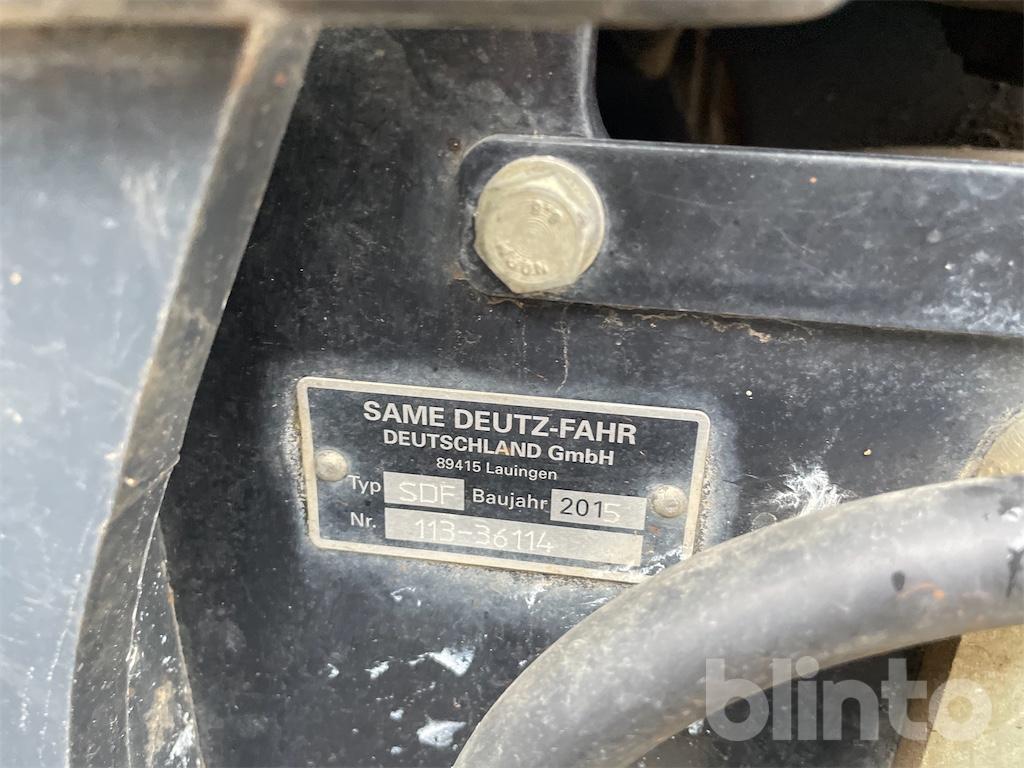 SAME DEUTZ-FAHR
DEUTSCHLAND GmbH
89415 Lauingen
Typ SDF Baujahr 2015
Nr. 113-36114
blinto